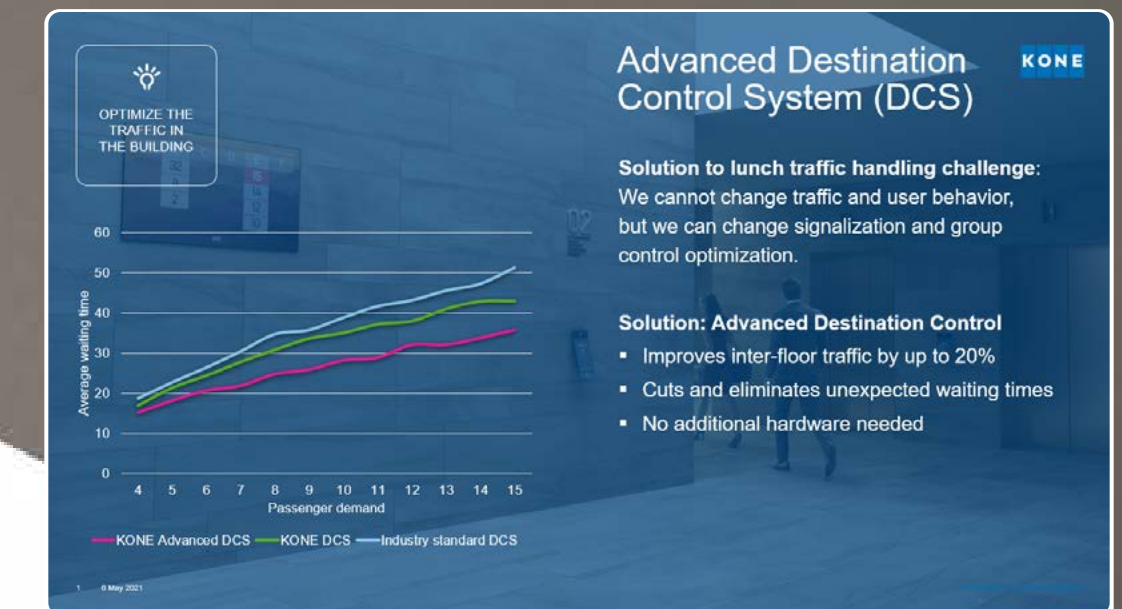 OPTIMIZE THE
TRAFFIC IN
THE BUILDING
Advanced Destination
Control System (DCS)
KONE
Solution to lunch traffic handling challenge:
We cannot change traffic and user behavior,
but we can change signalization and group
control optimization.
Solution: Advanced Destination Control
▪ Improves inter-floor traffic by up to 20%
▪ Cuts and eliminates unexpected waiting times
▪ No additional hardware needed
02
Average waiting time
60
50
40
30
20
10
0
4 5 6 7 8 9 10 11 12 13 14 15
Passenger demand
KONE Advanced DCS KONE DCS Industry standard DCS
1 6 May 2021